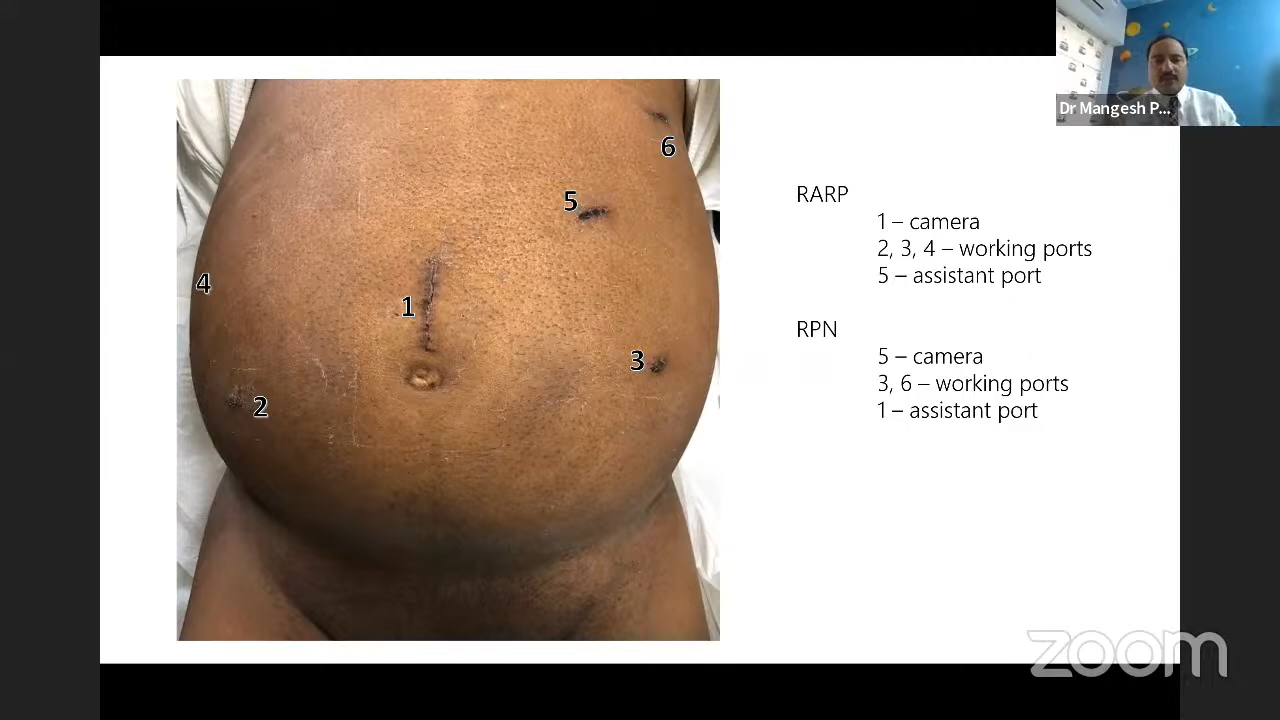 Dr Mangesh P...
6
5
4
1
3
2
RARP
1 – camera
2, 3, 4 – working ports
5 – assistant port
RPN
5 – camera
3, 6 – working ports
1 – assistant port
zoom